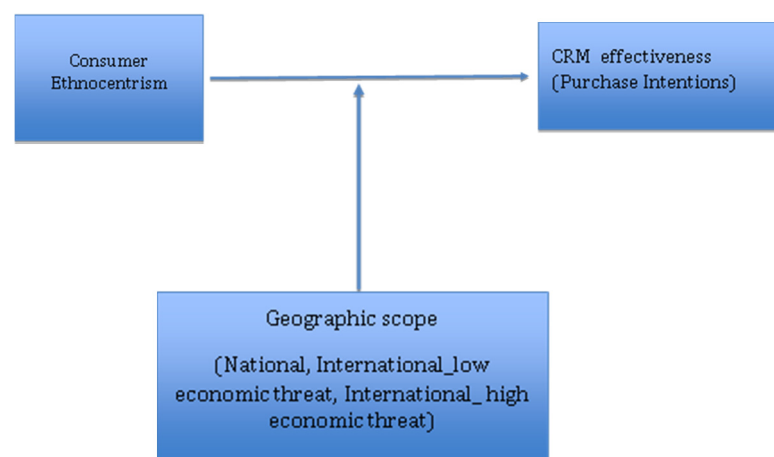 Consumer
Ethnocentrism
CRM effectiveness
(Purchase Intentions)
Geographic scope
(National, International_low
economic threat, International_ high
economic threat)